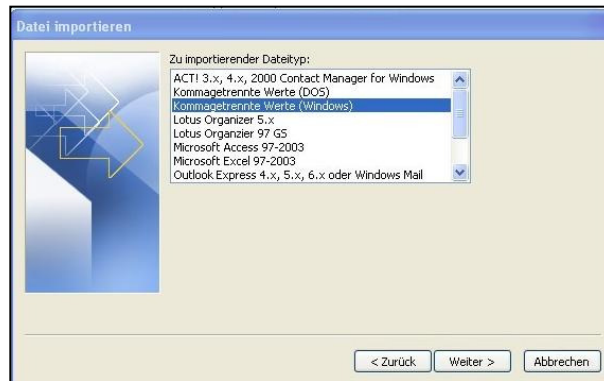 Datei importieren
Zu importierender Dateityp:
ACT! 3.x, 4.x, 2000 Contact Manager for Windows
Kommagetrennte Werte (DOS)
Kommagetrennte Werte (Windows)
Lotus Organizer 5.x
Lotus Organzier 97 GS
Microsoft Access 97-2003
Microsoft Excel 97-2003
Outlook Express 4.x, 5.x, 6.x oder Windows Mail
< Zurück Weiter > Abbrechen